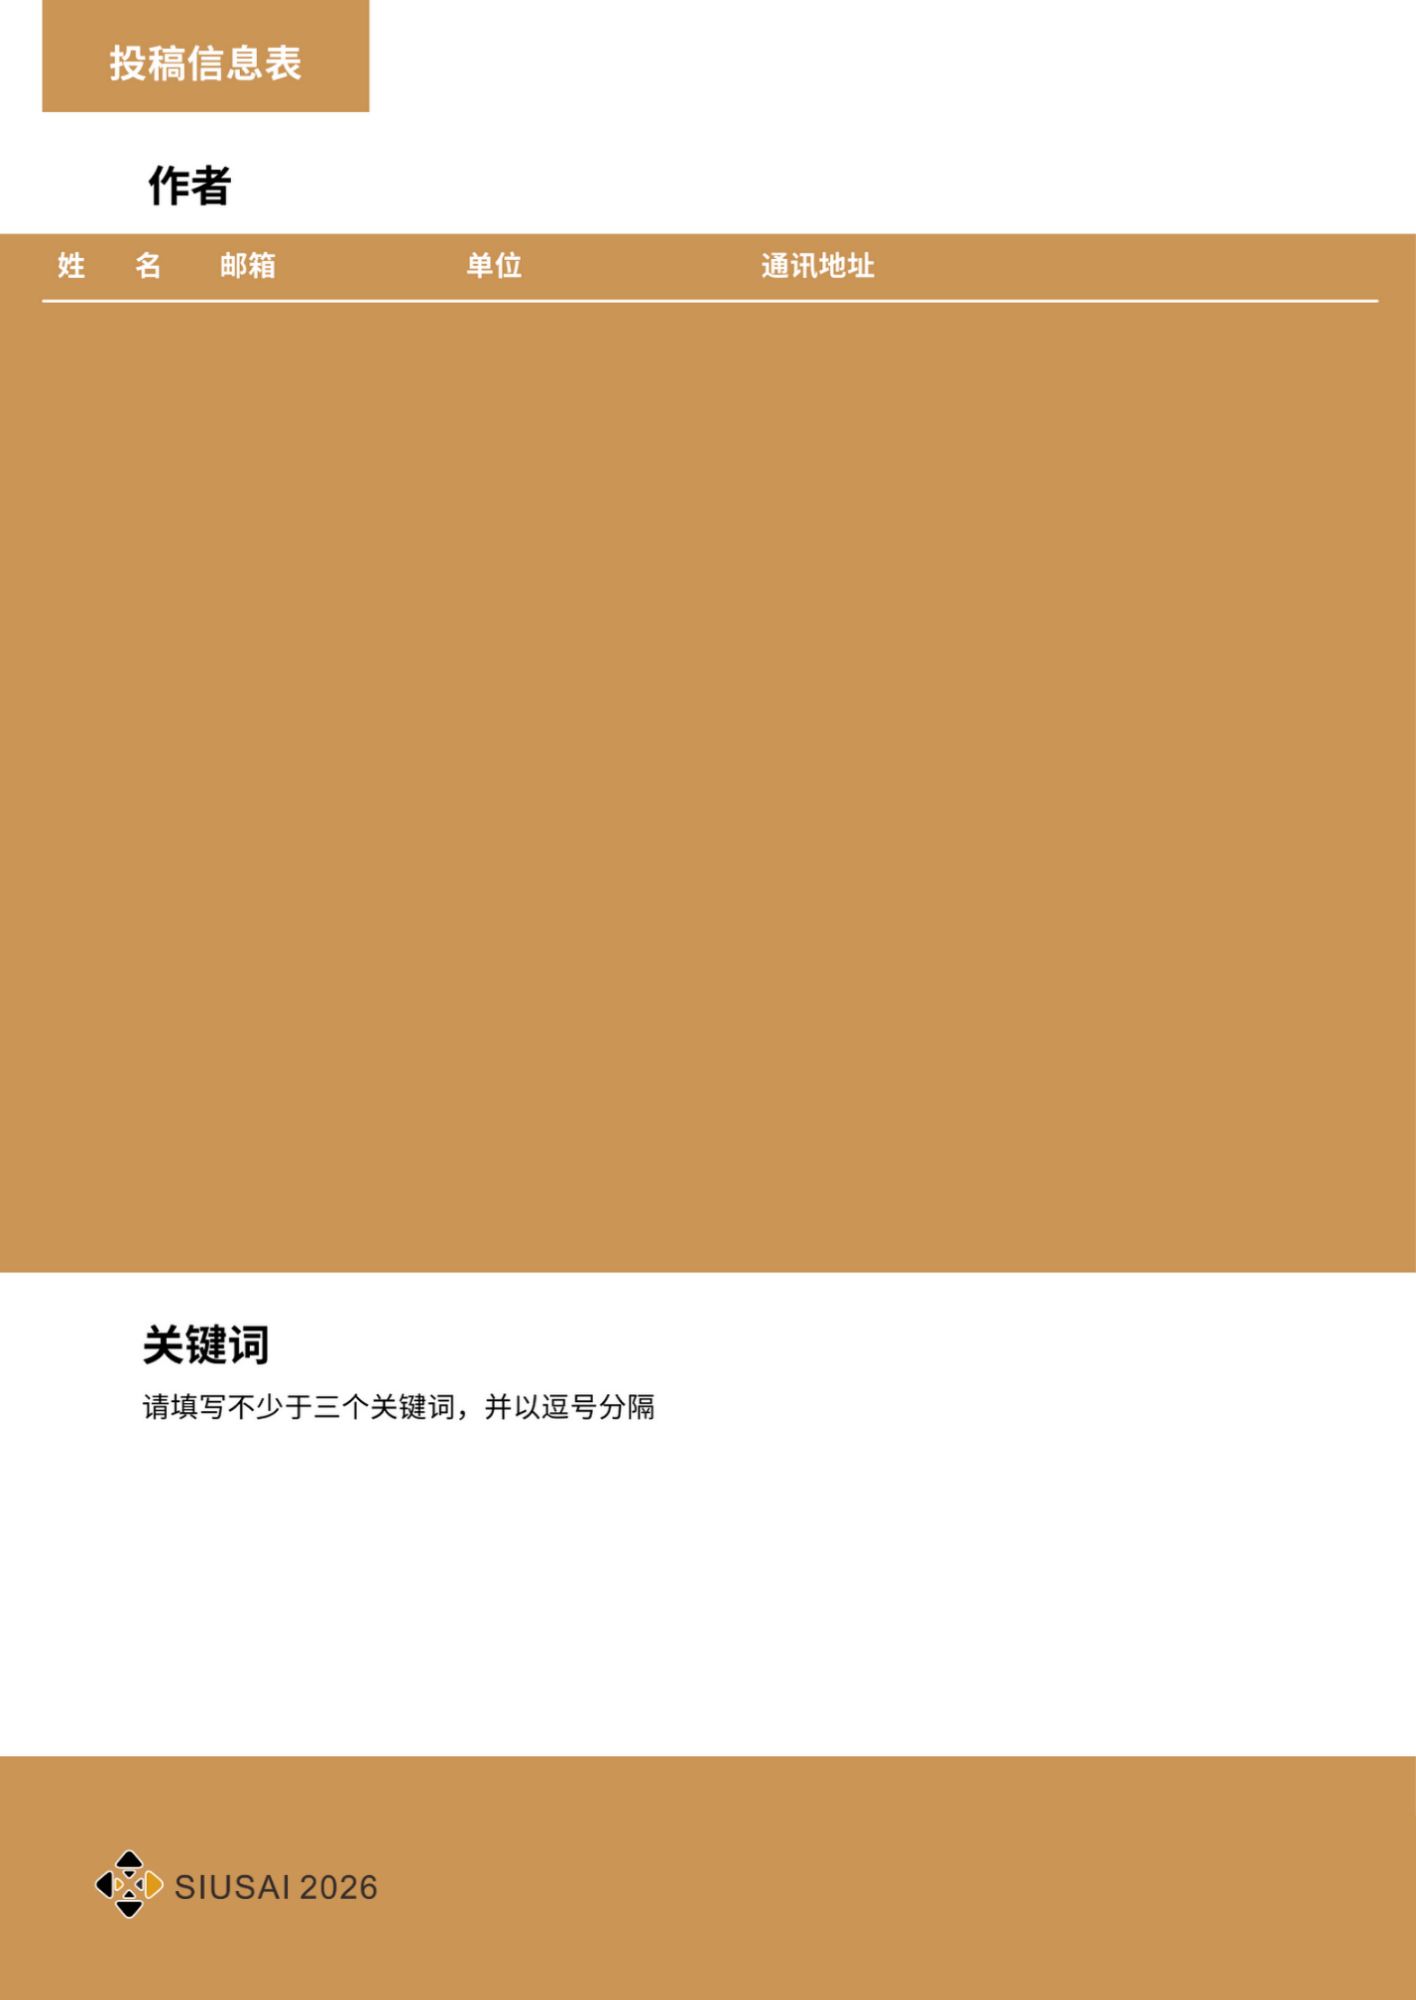 投稿信息表
作者
姓 名 邮箱 单位 通讯地址
关键词
请填写不少于三个关键词，并以逗号分隔
SIUSAI 2026